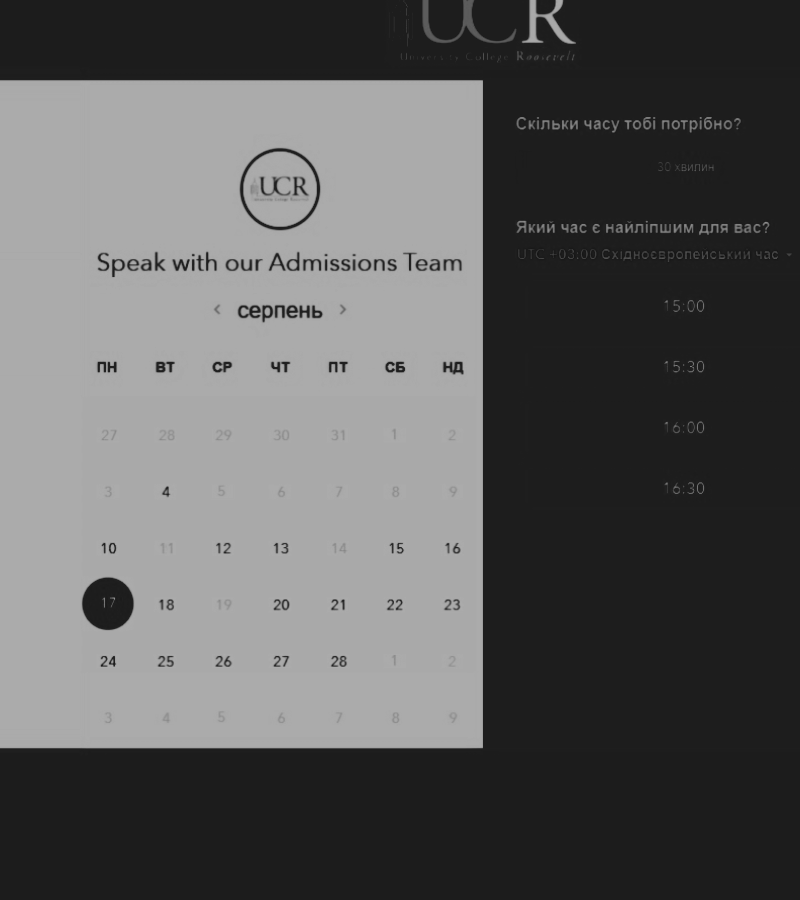 UCR
University College Roosevelt
UCR
Speak with our Admissions Team
< серпень >
ПН ВТ СР ЧТ ПТ СБ НД
27 28 29 30 31 1 2
3 4 5 6 7 8 9
10 11 12 13 14 15 16
17 18 19 20 21 22 23
24 25 26 27 28 1 2
3 4 5 6 7 8 9
Скільки часу тобі потрібно?
30 хвилин
Який час є найліпшим для вас?
UTC +03:00 Східноєвропейський час
15:00
15:30
16:00
16:30